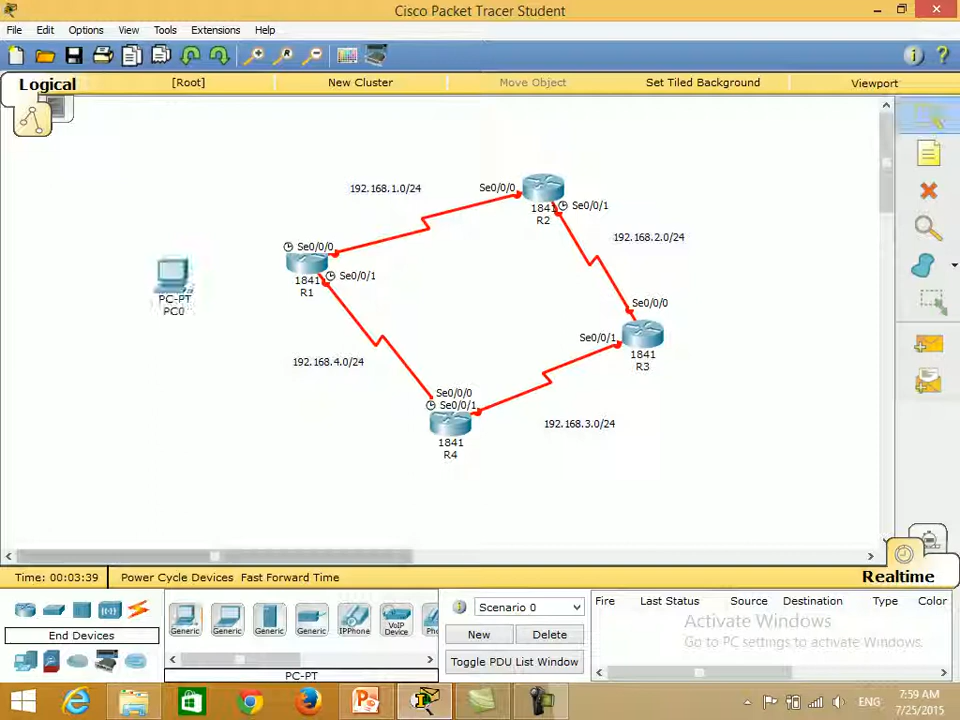 Cisco Packet Tracer Student
File Edit Options View Tools Extensions Help
Logical
[Root] New Cluster Move Object Set Tiled Background Viewport
192.168.1.0/24
Se0/0/0
1841
R2
Se0/0/1
192.168.2.0/24
Se0/0/0
1841
R1
Se0/0/1
PC-PT
PC0
Se0/0/0
Se0/0/1
1841
R3
192.168.4.0/24
Se0/0/0
Se0/0/1
1841
R4
192.168.3.0/24
Time: 00:03:39 Power Cycle Devices Fast Forward Time
Realtime
End Devices
Generic Generic Generic Generic IPPhone VoIP Device
PC-PT
Scenario 0
New Delete
Toggle PDU List Window
Fire Last Status Source Destination Type Color
Activate Windows
Go to PC settings to activate Windows.
ENG
7:59 AM
7/25/2015